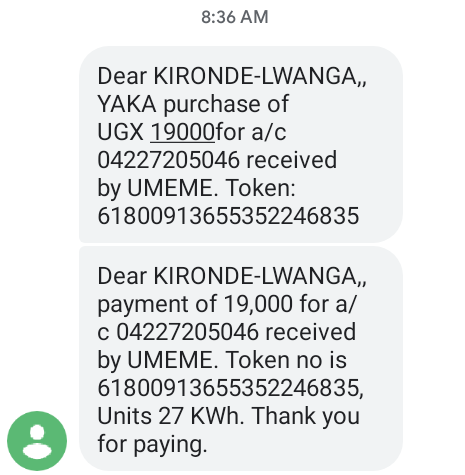 8:36 AM
Dear KIRONDE-LWANGA,,
YAKA purchase of
UGX 19000for a/c
04227205046 received
by UMEME. Token:
61800913655352246835
Dear KIRONDE-LWANGA,,
payment of 19,000 for a/
c 04227205046 received
by UMEME. Token no is
61800913655352246835,
Units 27 KWh. Thank you
for paying.